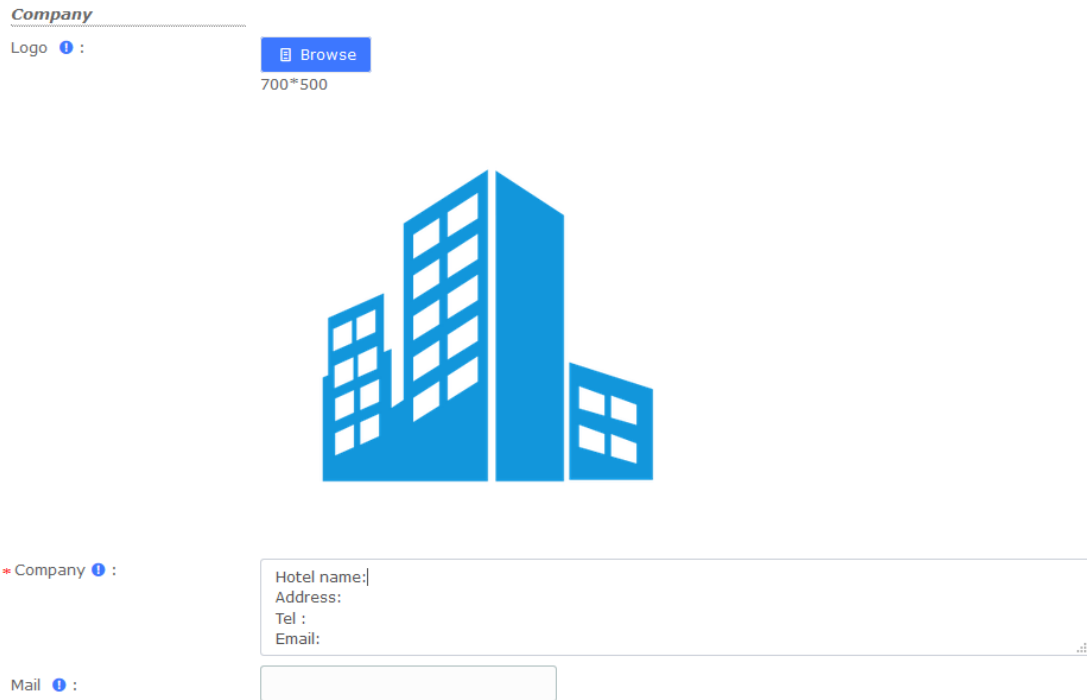 Company
Logo :
Browse
700*500
* Company :
Hotel name:
Address:
Tel :
Email:
Mail :